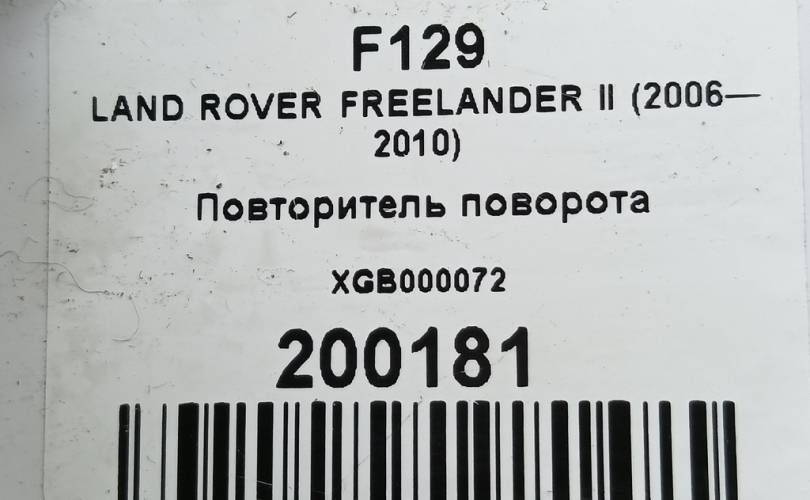 F129
LAND ROVER FREELANDER II (2006—
2010)
Повторитель поворота
XGB000072
200181